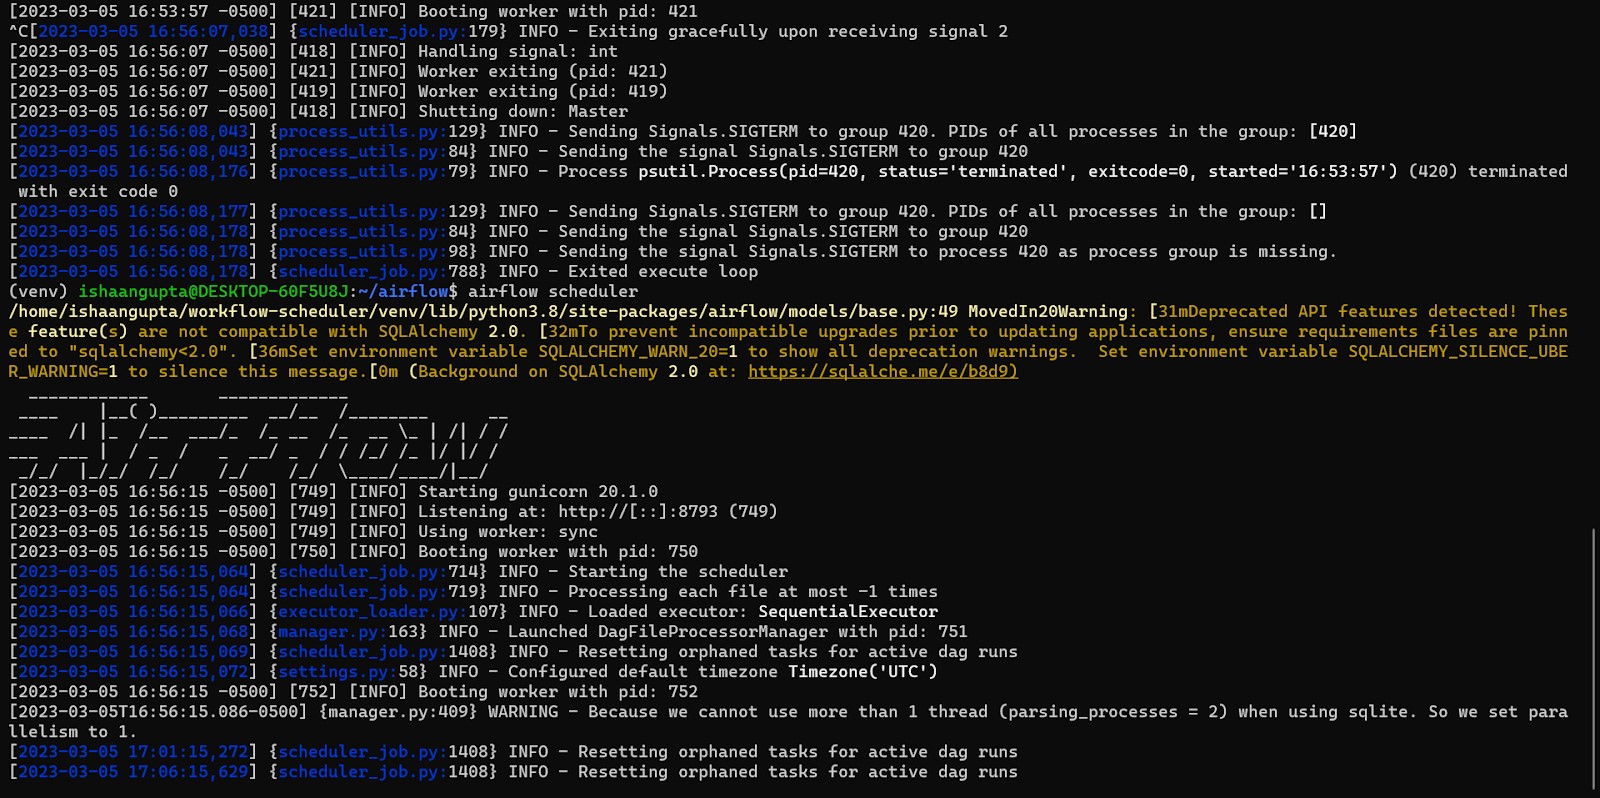 [2023-03-05 16:53:57 -0500] [421] [INFO] Booting worker with pid: 421
^C[2023-03-05 16:56:07,038] {scheduler_job.py:179} INFO - Exiting gracefully upon receiving signal 2
[2023-03-05 16:56:07 -0500] [418] [INFO] Handling signal: int
[2023-03-05 16:56:07 -0500] [421] [INFO] Worker exiting (pid: 421)
[2023-03-05 16:56:07 -0500] [419] [INFO] Worker exiting (pid: 419)
[2023-03-05 16:56:07 -0500] [418] [INFO] Shutting down: Master
[2023-03-05 16:56:08,043] {process_utils.py:129} INFO - Sending Signals.SIGTERM to group 420. PIDs of all processes in the group: [420]
[2023-03-05 16:56:08,043] {process_utils.py:84} INFO - Sending the signal Signals.SIGTERM to group 420
[2023-03-05 16:56:08,176] {process_utils.py:79} INFO - Process psutil.Process(pid=420, status='terminated', exitcode=0, started='16:53:57') (420) terminated
 with exit code 0
[2023-03-05 16:56:08,177] {process_utils.py:129} INFO - Sending Signals.SIGTERM to group 420. PIDs of all processes in the group: []
[2023-03-05 16:56:08,178] {process_utils.py:84} INFO - Sending the signal Signals.SIGTERM to group 420
[2023-03-05 16:56:08,178] {process_utils.py:98} INFO - Sending the signal Signals.SIGTERM to process 420 as process group is missing.
[2023-03-05 16:56:08,178] {scheduler_job.py:788} INFO - Exited execute loop
(venv) ishaangupta@DESKTOP-60F5U8J:~/airflow$ airflow scheduler
/home/ishaangupta/workflow-scheduler/venv/lib/python3.8/site-packages/airflow/models/base.py:49 MovedIn20Warning: [31mDeprecated API features detected! Thes
e feature(s) are not compatible with SQLAlchemy 2.0. [32mTo prevent incompatible upgrades prior to updating applications, ensure requirements files are pinn
ed to "sqlalchemy<2.0". [36mSet environment variable SQLALCHEMY_WARN_20=1 to show all deprecation warnings.  Set environment variable SQLALCHEMY_SILENCE_UBE
R_WARNING=1 to silence this message.[0m (Background on SQLAlchemy 2.0 at: https://sqlalche.me/e/b8d9)
  ____________       _____________
 ____    |__( )_________  __/__  /________      __
____  /| |_  /__  ___/_  /_ __  /_  __ \_ | /| / /
___  ___ |  / _  /   _  __/ _  / / /_/ /_ |/ |/ /
 _/_/  |_/_/  /_/    /_/    /_/  \____/____/|__/
[2023-03-05 16:56:15 -0500] [749] [INFO] Starting gunicorn 20.1.0
[2023-03-05 16:56:15 -0500] [749] [INFO] Listening at: http://[::]:8793 (749)
[2023-03-05 16:56:15 -0500] [749] [INFO] Using worker: sync
[2023-03-05 16:56:15 -0500] [750] [INFO] Booting worker with pid: 750
[2023-03-05 16:56:15,064] {scheduler_job.py:714} INFO - Starting the scheduler
[2023-03-05 16:56:15,064] {scheduler_job.py:719} INFO - Processing each file at most -1 times
[2023-03-05 16:56:15,066] {executor_loader.py:107} INFO - Loaded executor: SequentialExecutor
[2023-03-05 16:56:15,068] {manager.py:163} INFO - Launched DagFileProcessorManager with pid: 751
[2023-03-05 16:56:15,069] {scheduler_job.py:1408} INFO - Resetting orphaned tasks for active dag runs
[2023-03-05 16:56:15,072] {settings.py:58} INFO - Configured default timezone Timezone('UTC')
[2023-03-05 16:56:15 -0500] [752] [INFO] Booting worker with pid: 752
[2023-03-05T16:56:15.086-0500] {manager.py:409} WARNING - Because we cannot use more than 1 thread (parsing_processes = 2) when using sqlite. So we set para
llelism to 1.
[2023-03-05 17:01:15,272] {scheduler_job.py:1408} INFO - Resetting orphaned tasks for active dag runs
[2023-03-05 17:06:15,629] {scheduler_job.py:1408} INFO - Resetting orphaned tasks for active dag runs